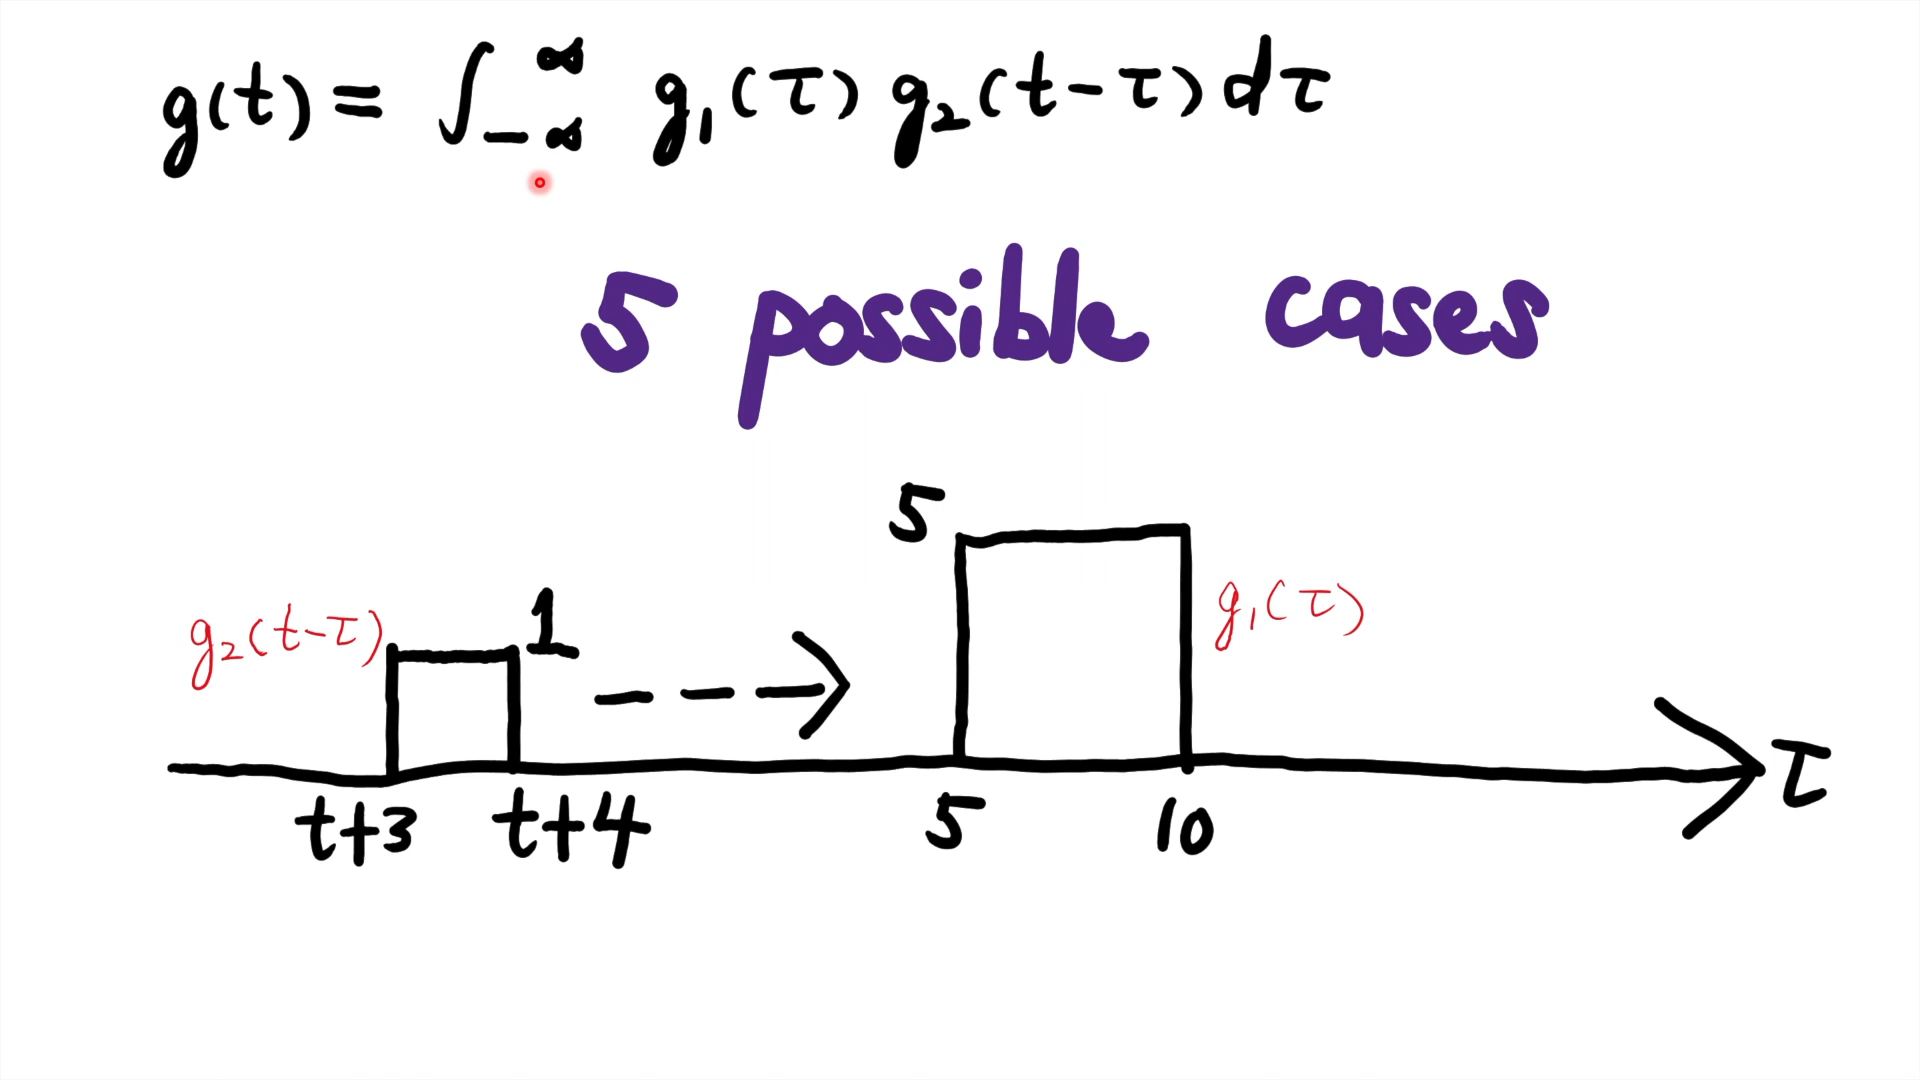 g(t) = ∫_{-∞}^{∞} g₁(τ) g₂(t-τ) dτ
5 possible cases
5
g₂(t-τ) 1 g₁(τ)
τ
t+3 t+4 5 10